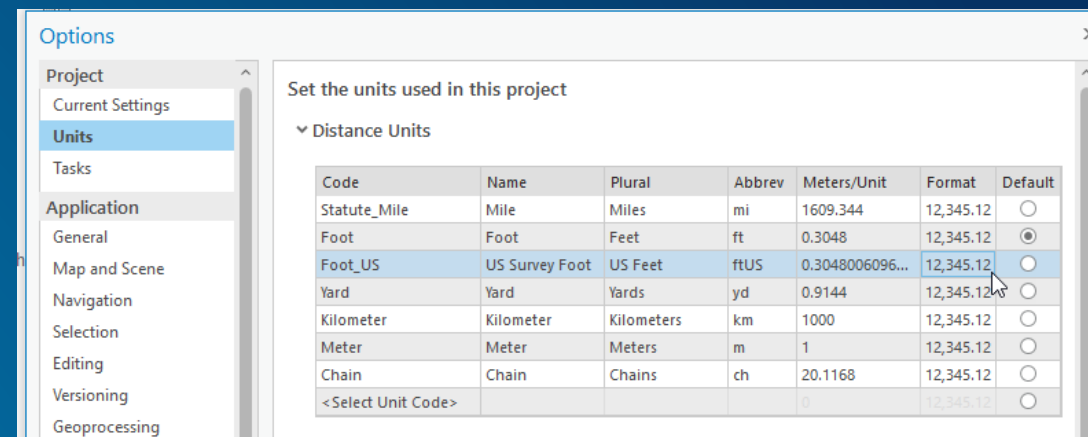 Options
Project
Current Settings
Units
Tasks
Application
General
Map and Scene
Navigation
Selection
Editing
Versioning
Geoprocessing
Set the units used in this project
Distance Units
Code Name Plural Abbrev Meters/Unit Format Default
Statute_Mile Mile Miles mi 1609.344 12,345.12
Foot Foot Feet ft 0.3048 12,345.12
Foot_US US Survey Foot US Feet ftUS 0.3048006096... 12,345.12
Yard Yard Yards yd 0.9144 12,345.12
Kilometer Kilometer Kilometers km 1000 12,345.12
Meter Meter Meters m 1 12,345.12
Chain Chain Chains ch 20.1168 12,345.12
<Select Unit Code> 0 12,345.12